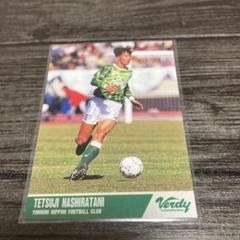 TETSUJI HASHIRATANI
Verdy
YOMIURI NIPPON FOOTBALL CLUB